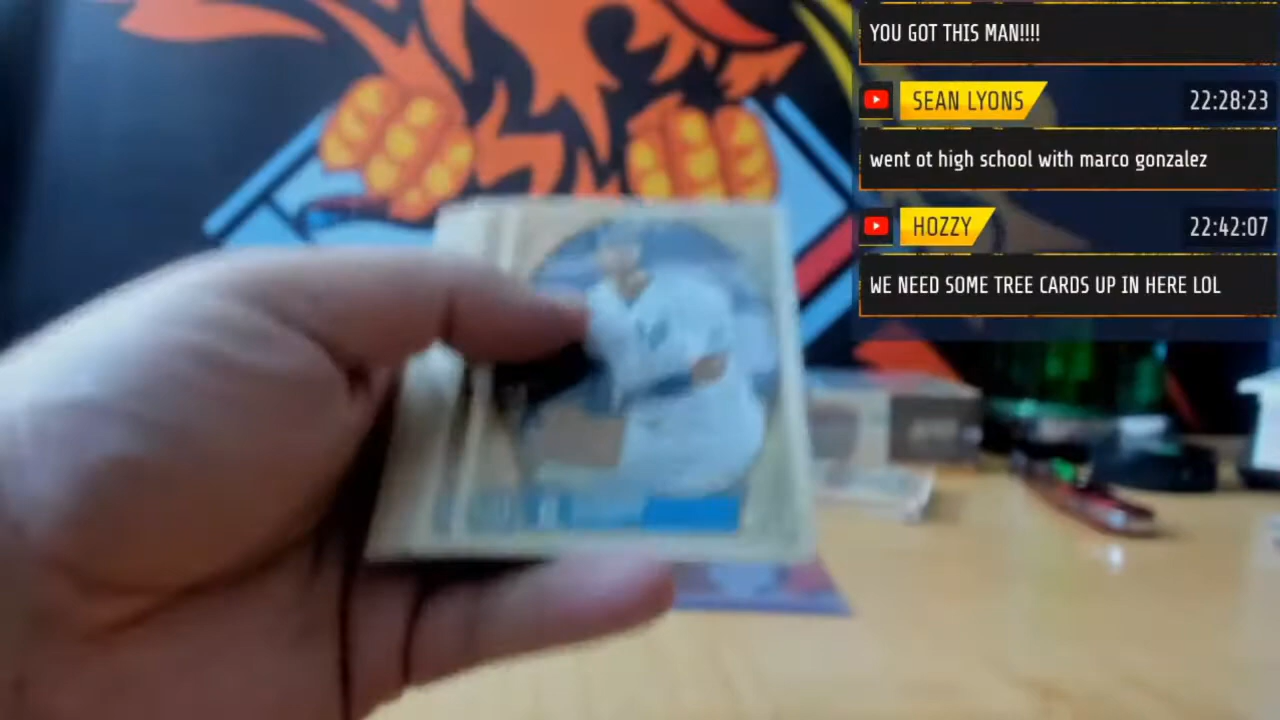 YOU GOT THIS MAN!!!!
SEAN LYONS 22:28:23
went ot high school with marco gonzalez
HOZZY 22:42:07
WE NEED SOME TREE CARDS UP IN HERE LOL